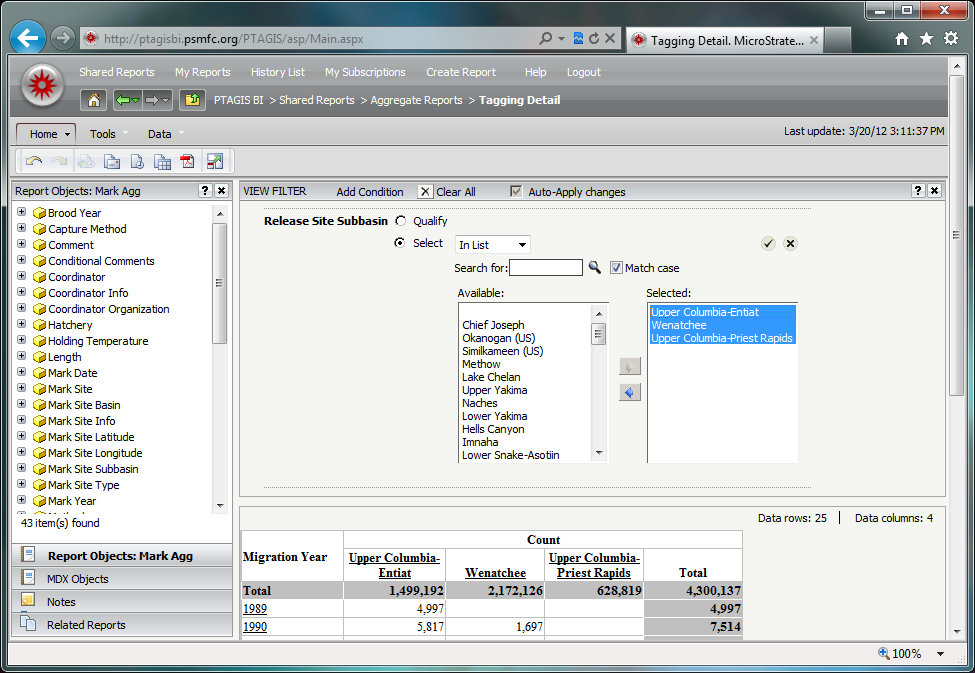 http://ptagisbi.psmfc.org/PTAGIS/asp/Main.aspx
Tagging Detail. MicroStrate...
Shared Reports My Reports History List My Subscriptions Create Report Help Logout
PTAGIS BI > Shared Reports > Aggregate Reports > Tagging Detail
Home Tools Data
Last update: 3/20/12 3:11:37 PM
Report Objects: Mark Agg
Brood Year
Capture Method
Comment
Conditional Comments
Coordinator
Coordinator Info
Coordinator Organization
Hatchery
Holding Temperature
Length
Mark Date
Mark Site
Mark Site Basin
Mark Site Info
Mark Site Latitude
Mark Site Longitude
Mark Site Subbasin
Mark Site Type
Mark Year
43 item(s) found
Report Objects: Mark Agg
MDX Objects
Notes
Related Reports
VIEW FILTER Add Condition Clear All Auto-Apply changes
Release Site Subbasin Qualify
Select In List
Search for: Match case
Available:
Chief Joseph
Okanogan (US)
Similkameen (US)
Methow
Lake Chelan
Upper Yakima
Naches
Lower Yakima
Hells Canyon
Imnaha
Lower Snake-Asotin
Selected:
Upper Columbia-Entiat
Wenatchee
Upper Columbia-Priest Rapids
Data rows: 25 Data columns: 4
Migration Year Count
Upper Columbia-
Entiat
Wenatchee
Upper Columbia-
Priest Rapids
Total
Total 1,499,192 2,172,126 628,819 4,300,137
1989 4,997 4,997
1990 5,817 1,697 7,514
100%